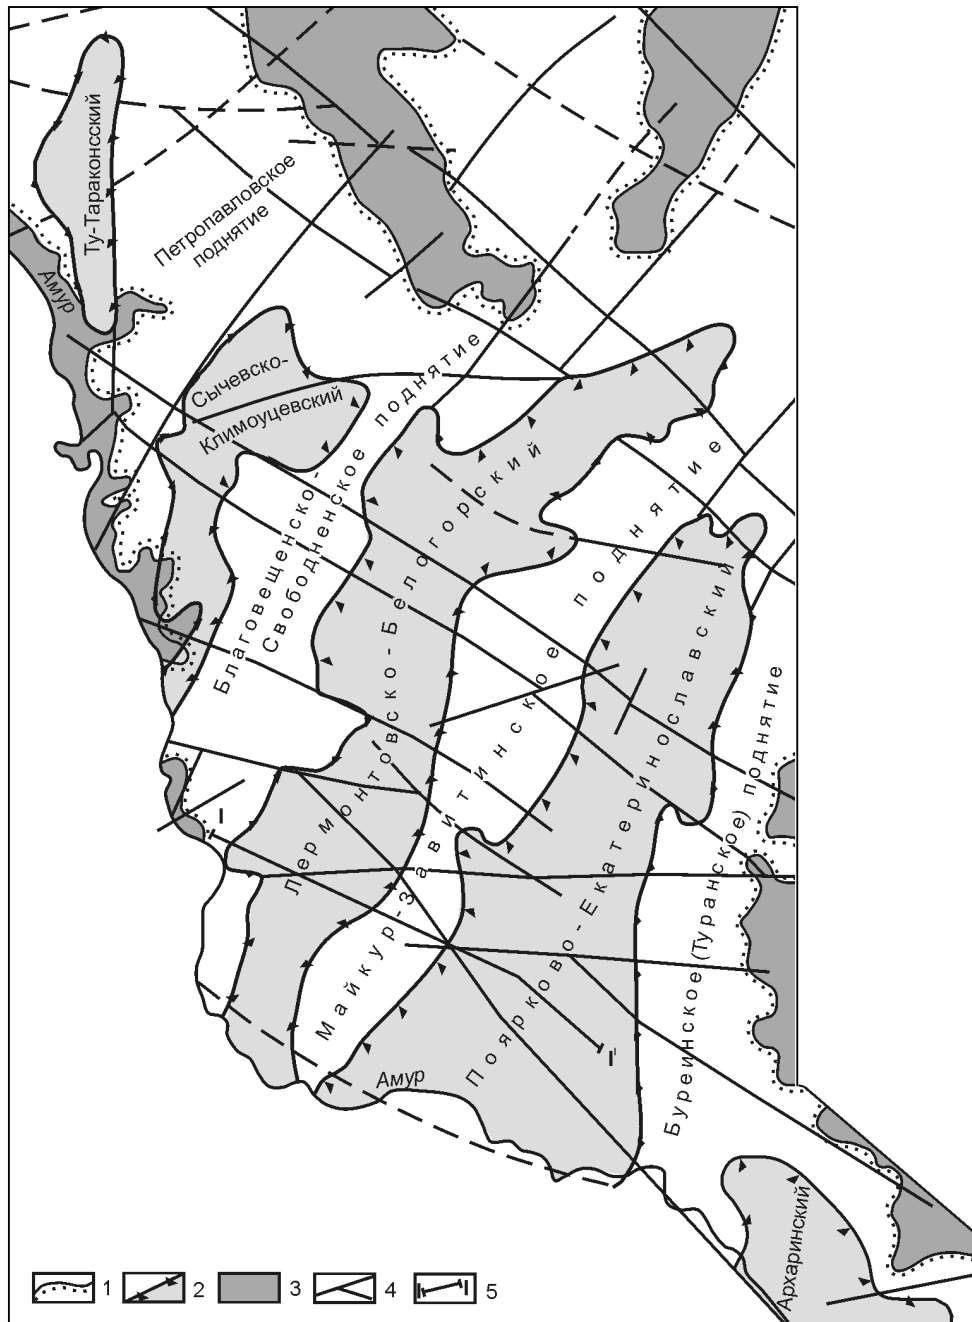 Ту-Тараконсский
Амур
Петропавловское
поднятие
Сычевско-
Климоуцевский
Благовещенско-
Свободненское поднятие
Лермонтовско-Белогорский
Майкур-Завитинское поднятие
Поярково-Екатеринославский
Буреинское (Туранское) поднятие
I
I'
Амур
Архаринский
1
2
3
4
I I
5